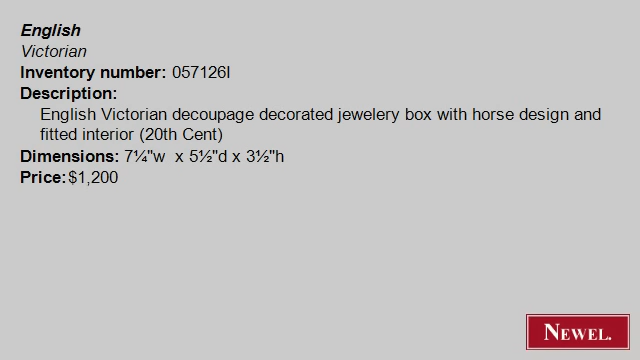 English
Victorian
Inventory number: 057126I
Description:
English Victorian decoupage decorated jewelery box with horse design and
fitted interior (20th Cent)
Dimensions: 7¼"w  x 5½"d x 3½"h
Price:$1,200
NEWEL.